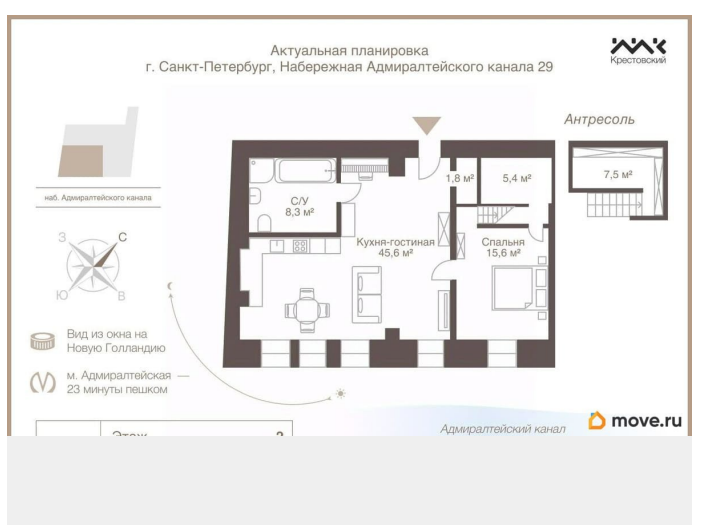 Актуальная планировка
г. Санкт-Петербург, Набережная Адмиралтейского канала 29
Крестовский
Антресоль
7,5 м²
1,8 м²
5,4 м²
С/У
8,3 м²
наб. Адмиралтейского канала
З
С
Ю
В
Кухня-гостиная
45,6 м²
Спальня
15,6 м²
Вид из окна на
Новую Голландию
м. Адмиралтейская —
23 минуты пешком
Этаж
Адмиралтейский канал
move.ru